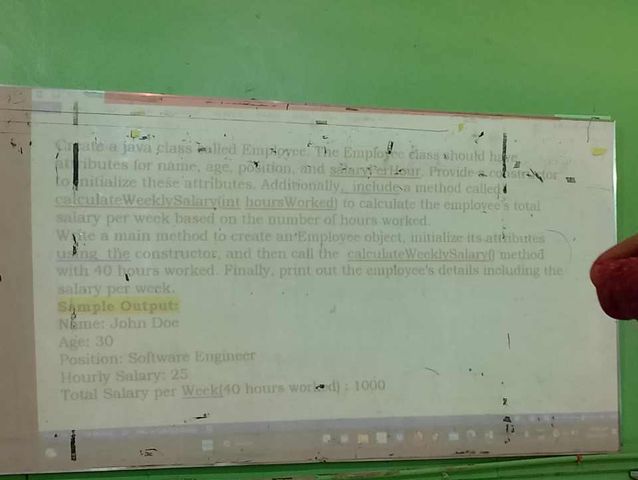 Create a java class called Employee. The Employee class should have
attributes for name, age, position, and salaryPerHour. Provide a constructor
to initialize these attributes. Additionally, include a method called
calculateWeeklySalary(int hoursWorked) to calculate the employee's total
salary per week based on the number of hours worked.
Write a main method to create an Employee object, initialize its attributes
using the constructor, and then call the calculateWeeklySalary() method
with 40 hours worked. Finally, print out the employee's details including the
salary per week.
Sample Output:
Name: John Doe
Age: 30
Position: Software Engineer
Hourly Salary: 25
Total Salary per Week(40 hours worked) : 1000